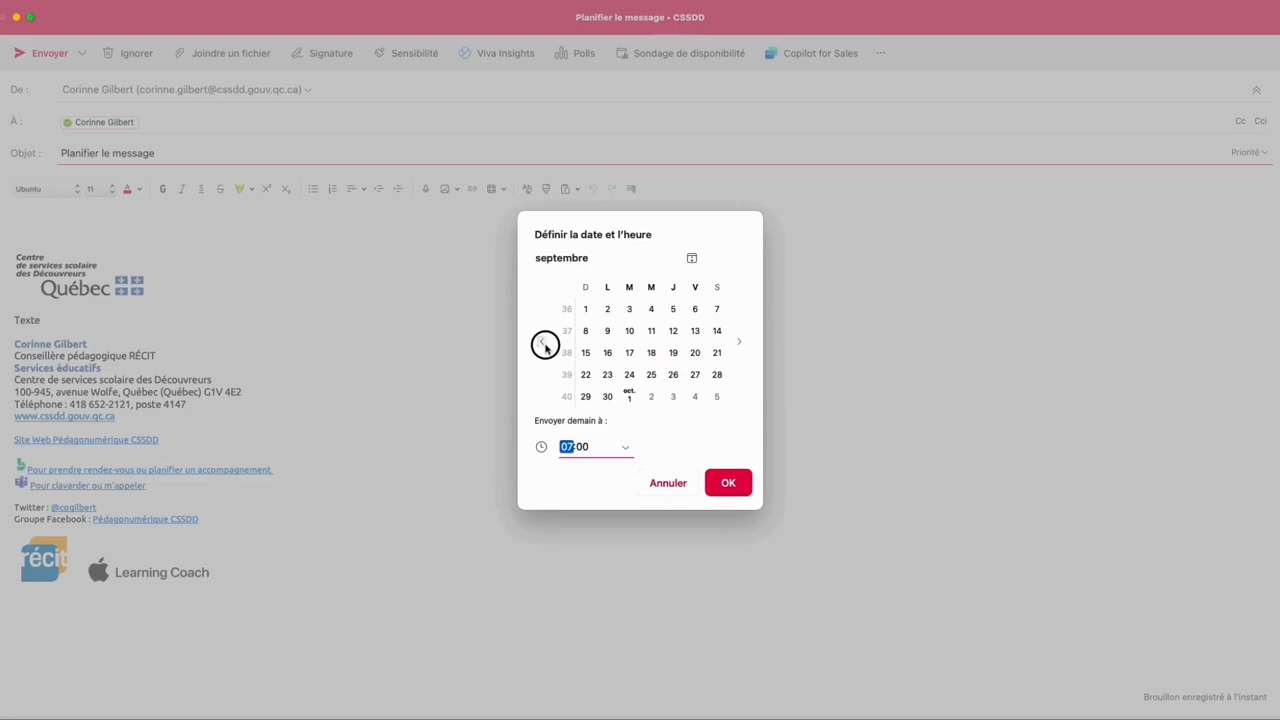 Planifier le message • CSSDD
Envoyer Ignorer Joindre un fichier Signature Sensibilité Viva Insights Polls Sondage de disponibilité Copilot for Sales ...
De : Corinne Gilbert (corinne.gilbert@cssdd.gouv.qc.ca)
À : Corinne Gilbert Cc Cci
Objet : Planifier le message Priorité
Ubuntu 11 A G I S S X² X₂
Définir la date et l'heure
septembre
D L M M J V S
36 1 2 3 4 5 6 7
37 8 9 10 11 12 13 14
38 15 16 17 18 19 20 21
39 22 23 24 25 26 27 28
40 29 30 oct. 1 2 3 4 5
Envoyer demain à :
07:00
Annuler OK
Centre
de services scolaire
des Découvreurs
Québec
Texte
Corinne Gilbert
Conseillère pédagogique RÉCIT
Services éducatifs
Centre de services scolaire des Découvreurs
100-945, avenue Wolfe, Québec (Québec) G1V 4E2
Téléphone : 418 652-2121, poste 4147
www.cssdd.gouv.qc.ca
Site Web Pédagonumérique CSSDD
Pour prendre rendez-vous ou planifier un accompagnement
Pour clavarder ou m'appeler
Twitter : @cogilbert
Groupe Facebook : Pédagonumérique CSSDD
récit Learning Coach
Brouillon enregistré à l'instant